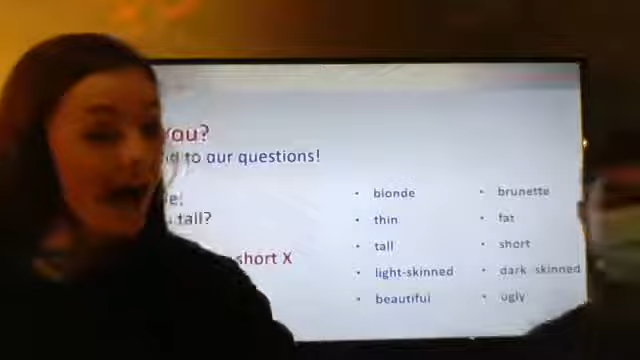 you?
to our questions!
tall?
short X
blonde
thin
tall
light-skinned
beautiful
brunette
fat
short
dark skinned
ugly